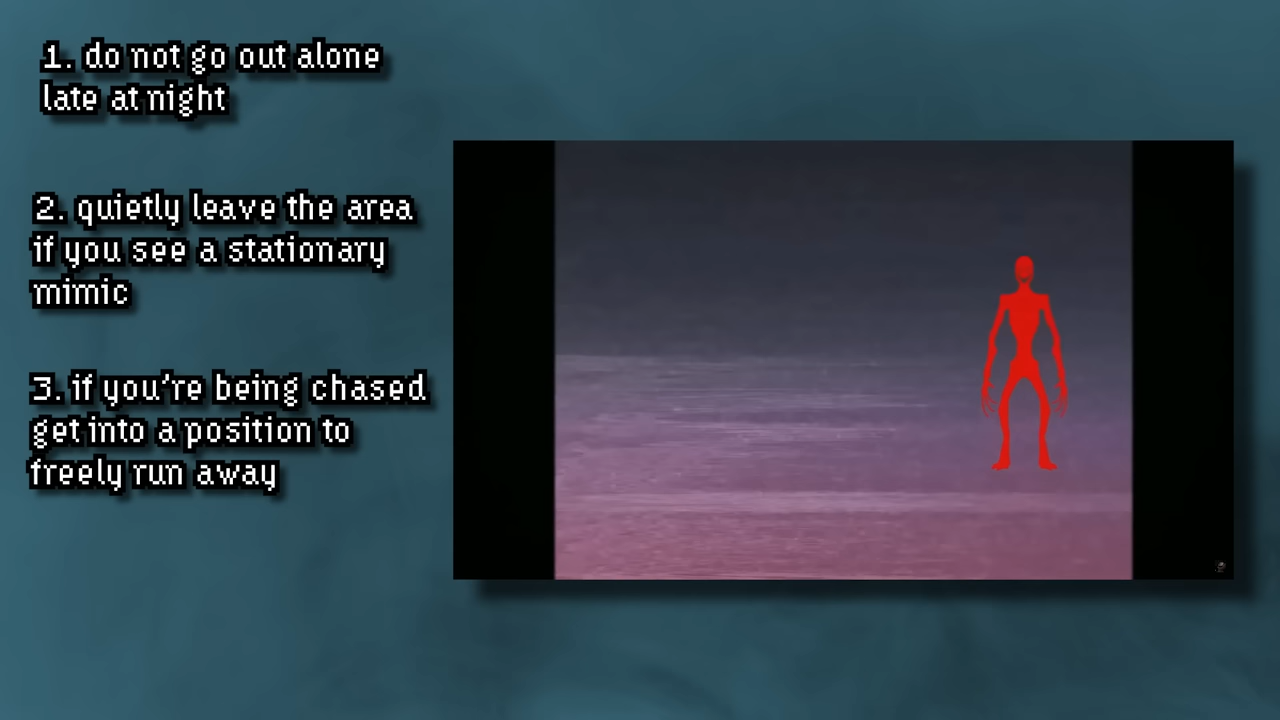 1. do not go out alone
late at night
2. quietly leave the area
if you see a stationary
mimic
3. if you're being chased
get into a position to
freely run away